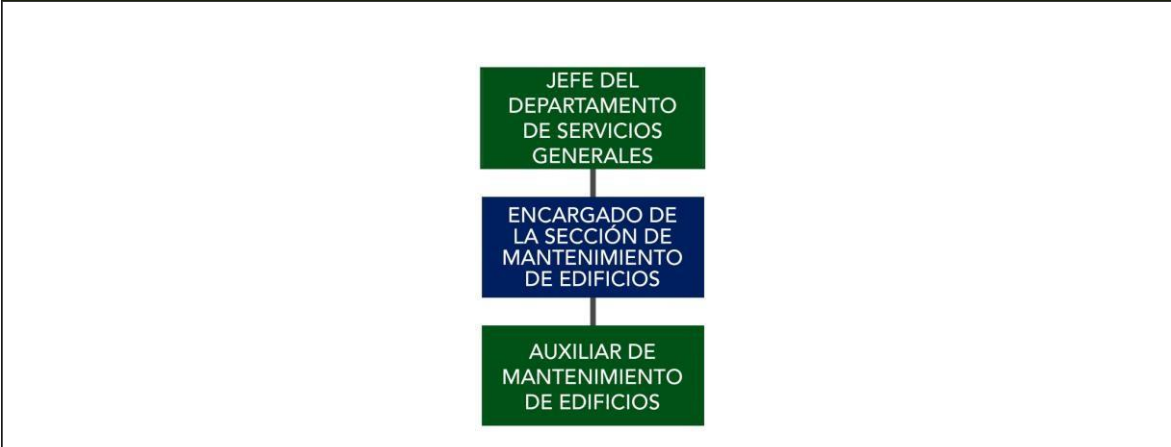 JEFE DEL
DEPARTAMENTO
DE SERVICIOS
GENERALES
ENCARGADO DE
LA SECCIÓN DE
MANTENIMIENTO
DE EDIFICIOS
AUXILIAR DE
MANTENIMIENTO
DE EDIFICIOS